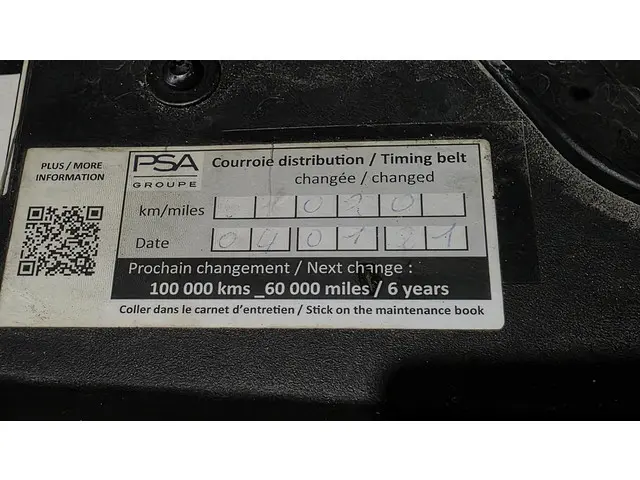 PLUS / MORE
INFORMATION
PSA
GROUPE
Courroie distribution / Timing belt
changée / changed
km/miles
Date 04 01 21
Prochain changement / Next change :
100 000 kms _60 000 miles / 6 years
Coller dans le carnet d'entretien / Stick on the maintenance book